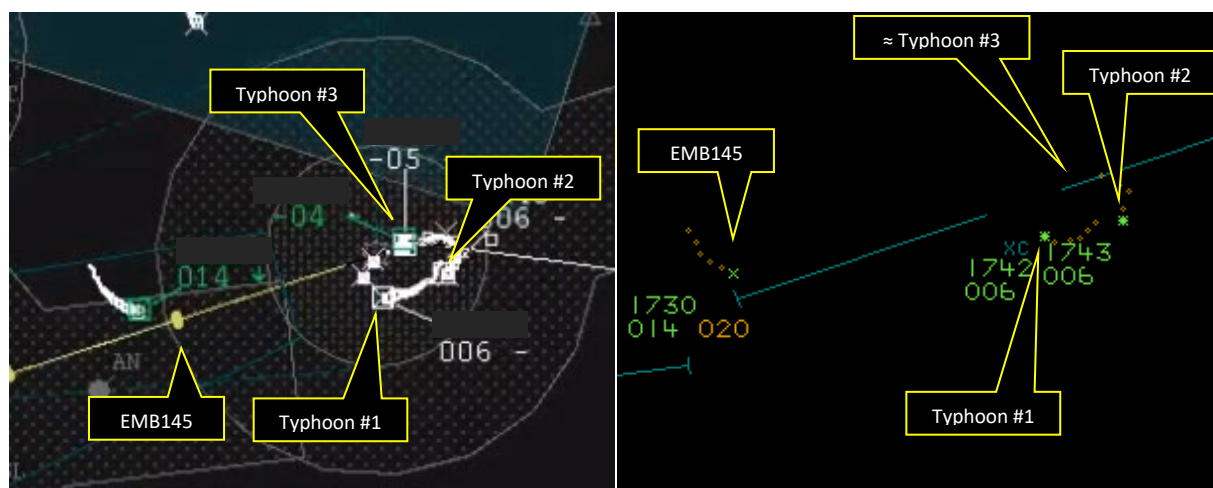 Typhoon #3
-05
Typhoon #2
-04
006 -
014 ↓
006 -
AN
EMB145
Typhoon #1
≈ Typhoon #3
Typhoon #2
EMB145
XC
1742
006
1743
006
1730
014 020
Typhoon #1